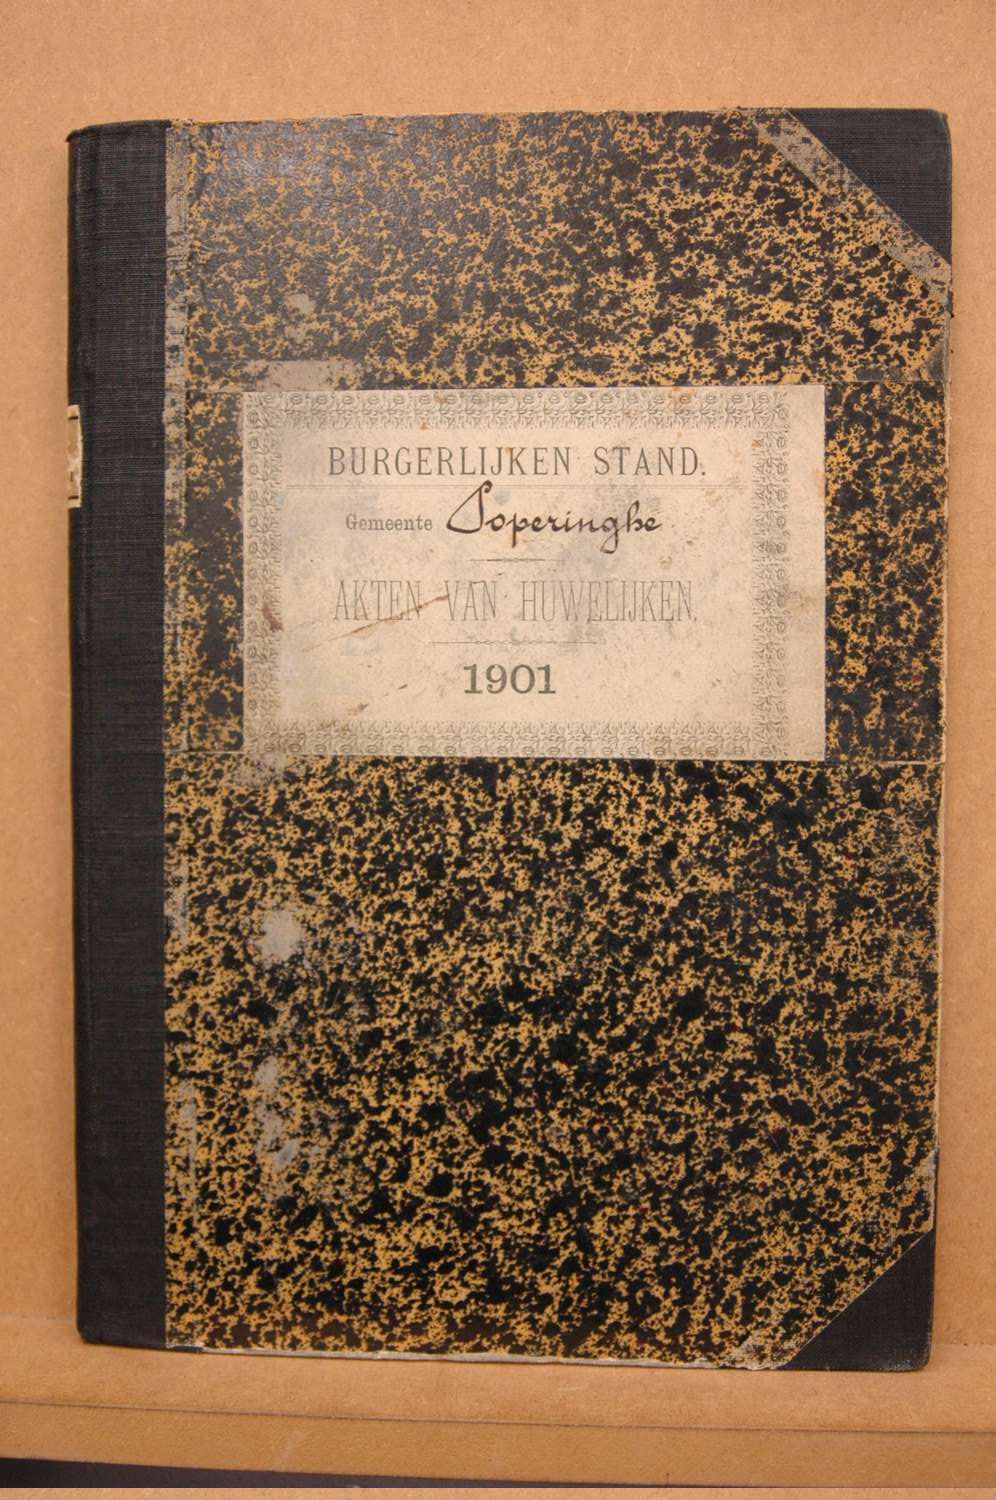 BURGERLIJKEN STAND.
Gemeente Poperinghe
AKTEN VAN HUWELIJKEN.
1901